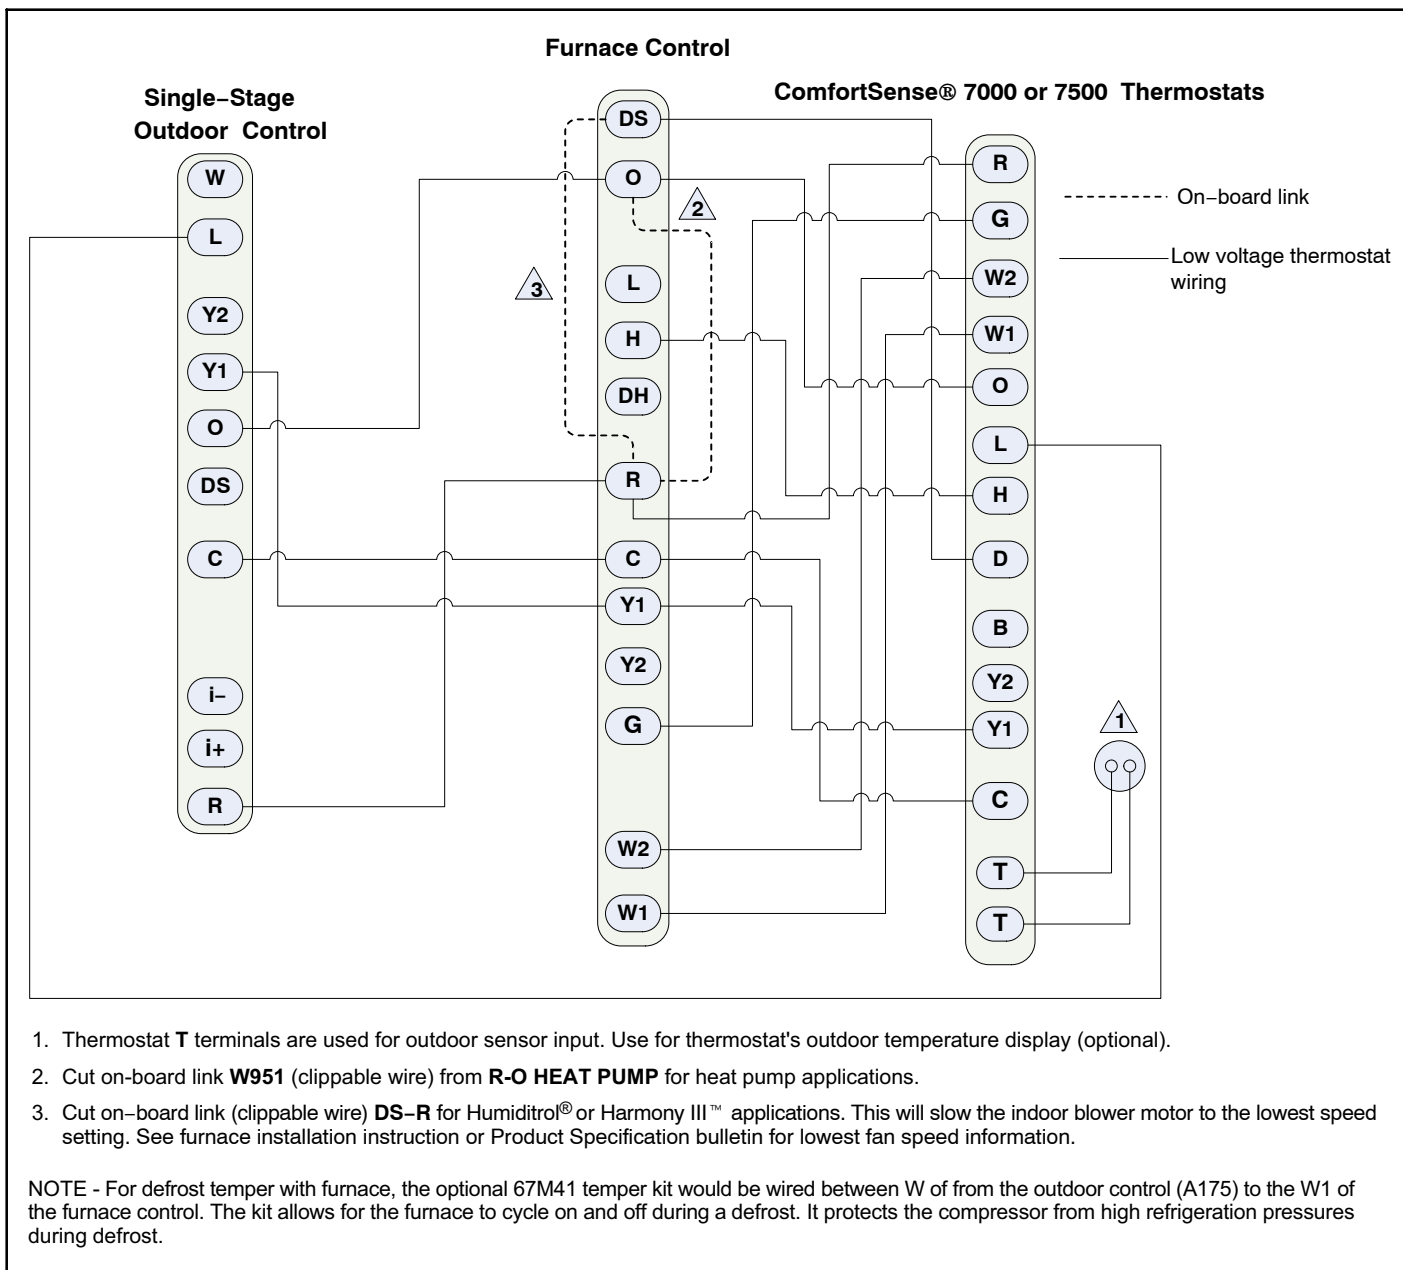 Furnace Control
Single−Stage
Outdoor Control
ComfortSense® 7000 or 7500 Thermostats
W
L
Y2
Y1
O
DS
C
i−
i+
R
DS
O
L
H
DH
R
C
Y1
Y2
G
W2
W1
R
G
W2
W1
O
L
H
D
B
Y2
Y1
C
T
T
2
3
1
On−board link
Low voltage thermostat
wiring
1. Thermostat T terminals are used for outdoor sensor input. Use for thermostat's outdoor temperature display (optional).
2. Cut on-board link W951 (clippable wire) from R-O HEAT PUMP for heat pump applications.
3. Cut on−board link (clippable wire) DS−R for Humiditrol® or Harmony III™ applications. This will slow the indoor blower motor to the lowest speed
setting. See furnace installation instruction or Product Specification bulletin for lowest fan speed information.
NOTE - For defrost temper with furnace, the optional 67M41 temper kit would be wired between W of from the outdoor control (A175) to the W1 of
the furnace control. The kit allows for the furnace to cycle on and off during a defrost. It protects the compressor from high refrigeration pressures
during defrost.